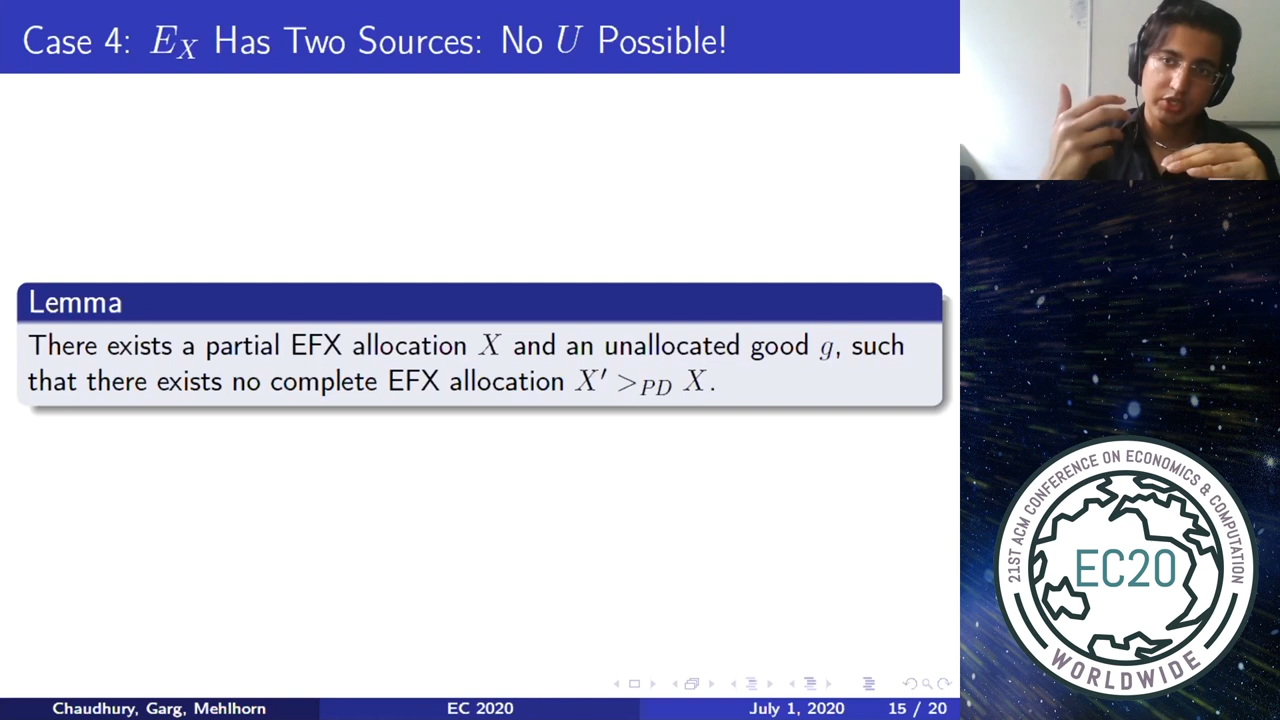 Case 4: E_X Has Two Sources: No U Possible!
Lemma
There exists a partial EFX allocation X and an unallocated good g, such
that there exists no complete EFX allocation X′ >_PD X.
21ST ACM CONFERENCE ON ECONOMICS & COMPUTATION
EC20
WORLDWIDE
Chaudhury, Garg, Mehlhorn EC 2020 July 1, 2020 15 / 20